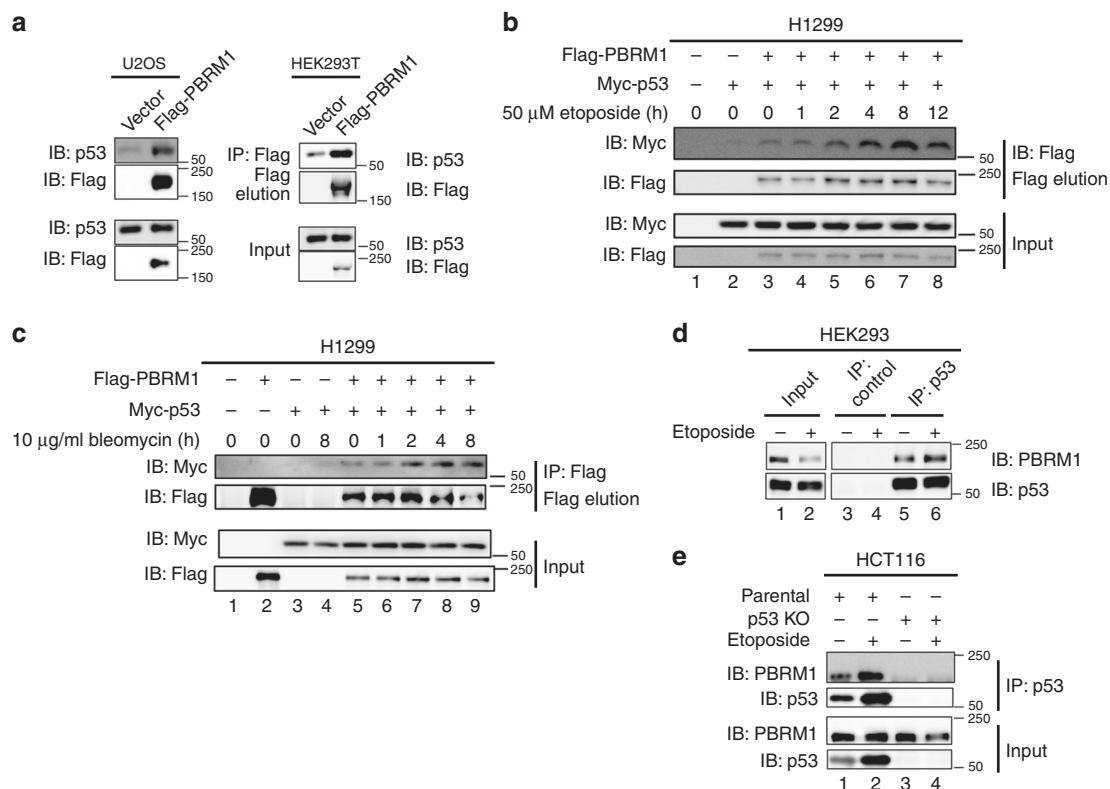 a
U2OS
HEK293T
Vector
Flag-PBRM1
Vector
Flag-PBRM1
IB: p53
50
IP: Flag
50
IB: p53
IB: Flag
250
150
Flag
elution
250
150
IB: Flag
IB: p53
50
Input
50
IB: p53
IB: Flag
250
150
250
150
IB: Flag
b
H1299
Flag-PBRM1 – – + + + + + +
Myc-p53 – + + + + + + +
50 μM etoposide (h) 0 0 0 1 2 4 8 12
IB: Myc
50
IB: Flag
IB: Flag
250
Flag elution
IB: Myc
50
Input
IB: Flag
250
1 2 3 4 5 6 7 8
c
H1299
Flag-PBRM1 – + – – + + + + +
Myc-p53 – – + + + + + + +
10 μg/ml bleomycin (h) 0 0 0 8 0 1 2 4 8
IB: Myc
50
IP: Flag
IB: Flag
250
Flag elution
IB: Myc
50
Input
IB: Flag
250
1 2 3 4 5 6 7 8 9
d
HEK293
Input
IP:
control
IP: p53
Etoposide – + – + – +
250
IB: PBRM1
50
IB: p53
1 2 3 4 5 6
e
HCT116
Parental + + – –
p53 KO – – + +
Etoposide – + – +
250
IB: PBRM1
IP: p53
IB: p53
50
250
IB: PBRM1
Input
IB: p53
50
1 2 3 4